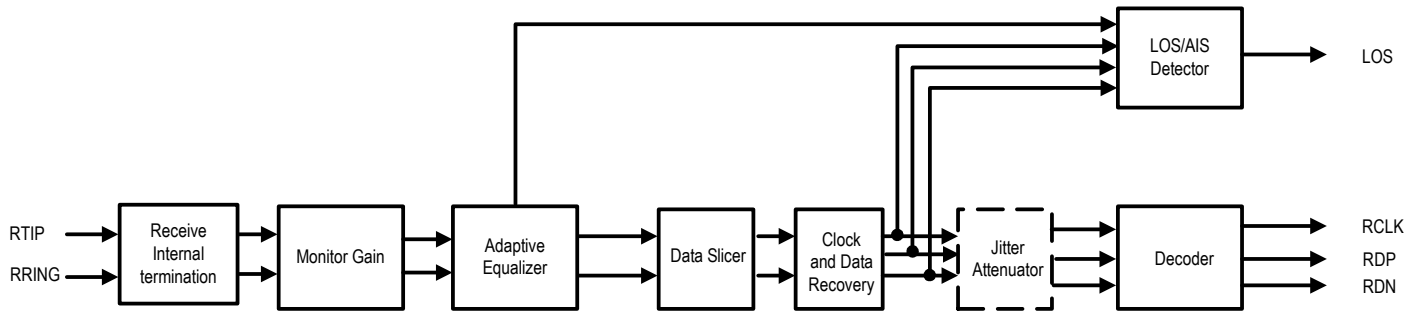 LOS/AIS
Detector
LOS
RTIP
RRING
Receive
Internal
termination
Monitor Gain
Adaptive
Equalizer
Data Slicer
Clock
and Data
Recovery
Jitter
Attenuator
Decoder
RCLK
RDP
RDN